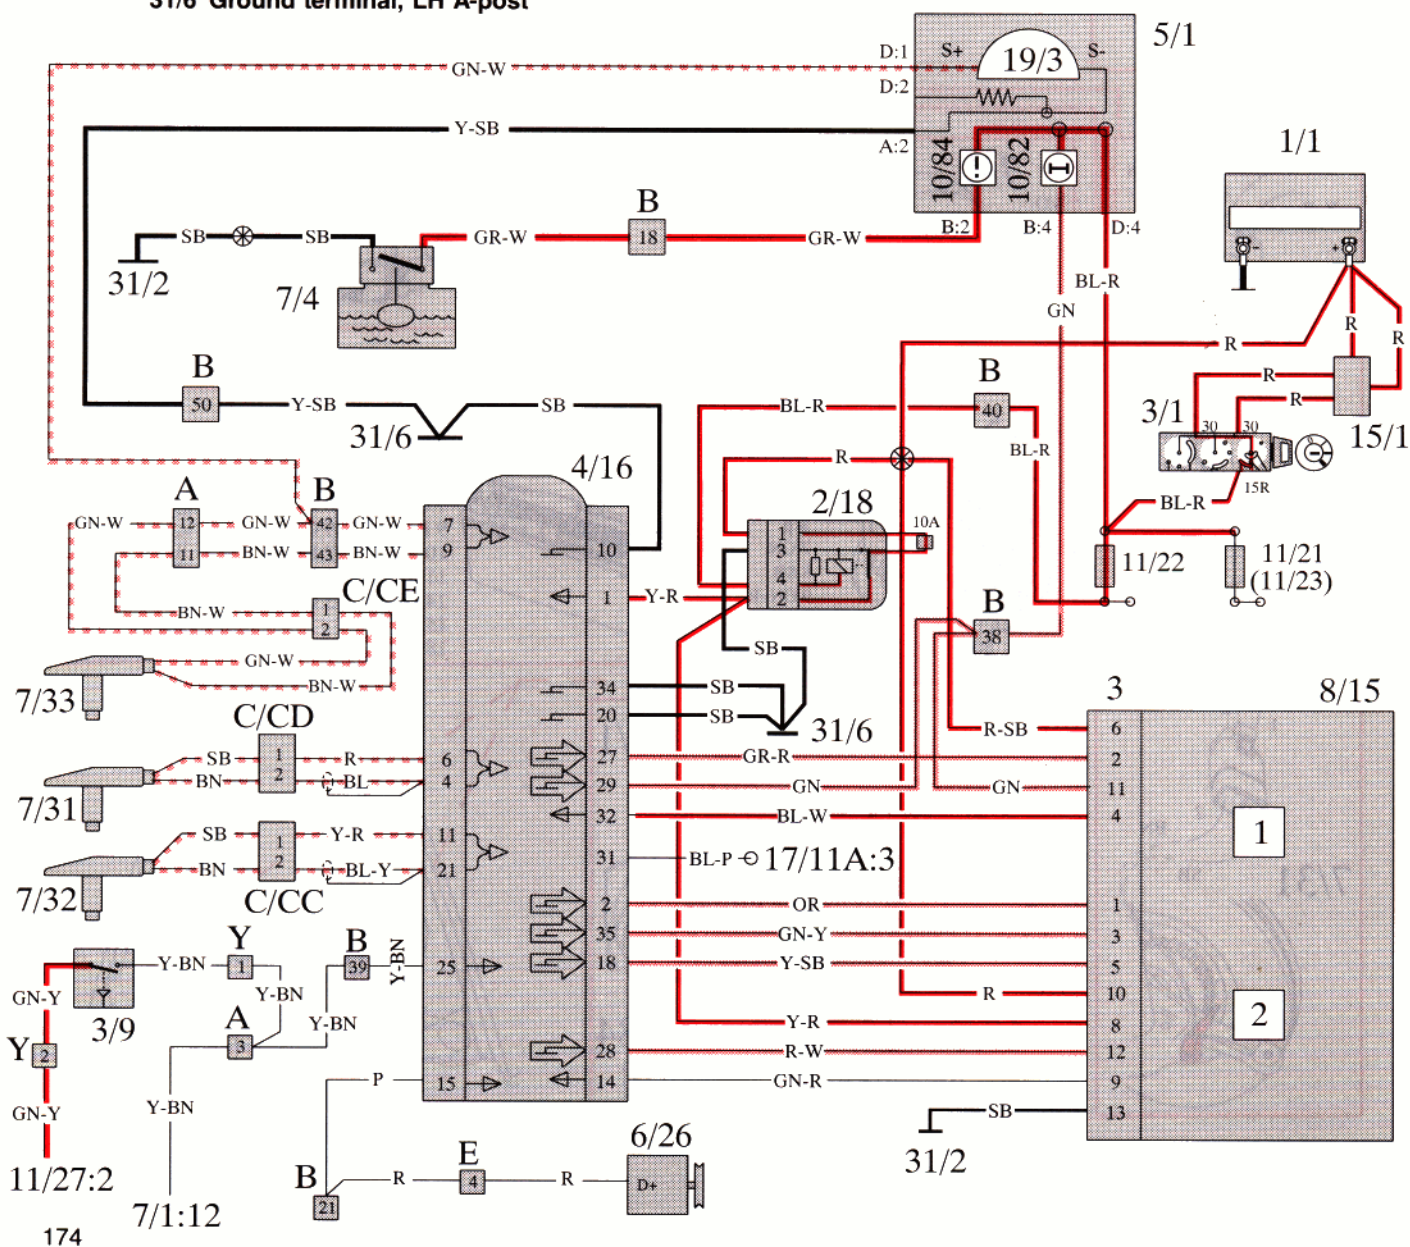 31/6 Ground terminal, LH A-post
5/1
D:1
S+
19/3
S-
GN-W
D:2
Y-SB
A:2
10/84
10/82
1/1
B:2
B:4
D:4
B
18
SB
SB
GR-W
GR-W
31/2
7/4
BL-R
GN
R
R
R
R
R
3/1
30
30
15/1
15R
BL-R
B
50
Y-SB
31/6
SB
BL-R
B
40
BL-R
R
4/16
2/18
10A
1
3
4
2
11/22
11/21
(11/23)
A
B
GN-W
12
GN-W
42
GN-W
7
11
BN-W
43
BN-W
9
10
C/CE
BN-W
1
2
1
Y-R
B
38
GN-W
BN-W
7/33
SB
34
SB
20
SB
31/6
3
8/15
C/CD
SB
1
R
6
BN
2
BL
4
7/31
27
GR-R
R-SB
6
2
29
GN
GN
11
32
BL-W
4
1
SB
1
Y-R
11
BN
2
BL-Y
21
7/32
C/CC
31
BL-P
17/11A:3
2
OR
1
35
GN-Y
3
18
Y-SB
5
Y
B
Y-BN
1
39
Y-BN
25
R
10
2
GN-Y
3/9
Y-BN
A
Y-BN
3
Y-R
8
Y
2
28
R-W
12
P
15
14
GN-R
9
GN-Y
Y-BN
SB
13
31/2
11/27:2
7/1:12
B
21
R
E
4
R
6/26
D+
174